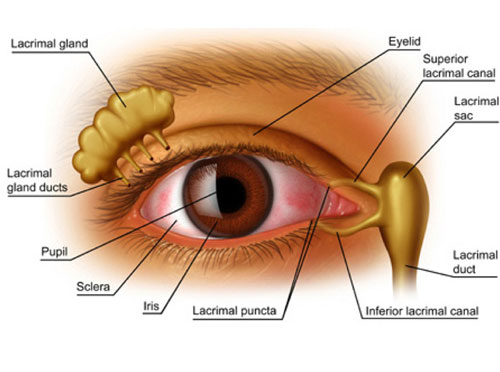 Lacrimal gland
Eyelid
Superior
lacrimal canal
Lacrimal
sac
Lacrimal
gland ducts
Pupil
Sclera
Iris
Lacrimal puncta
Inferior lacrimal canal
Lacrimal
duct